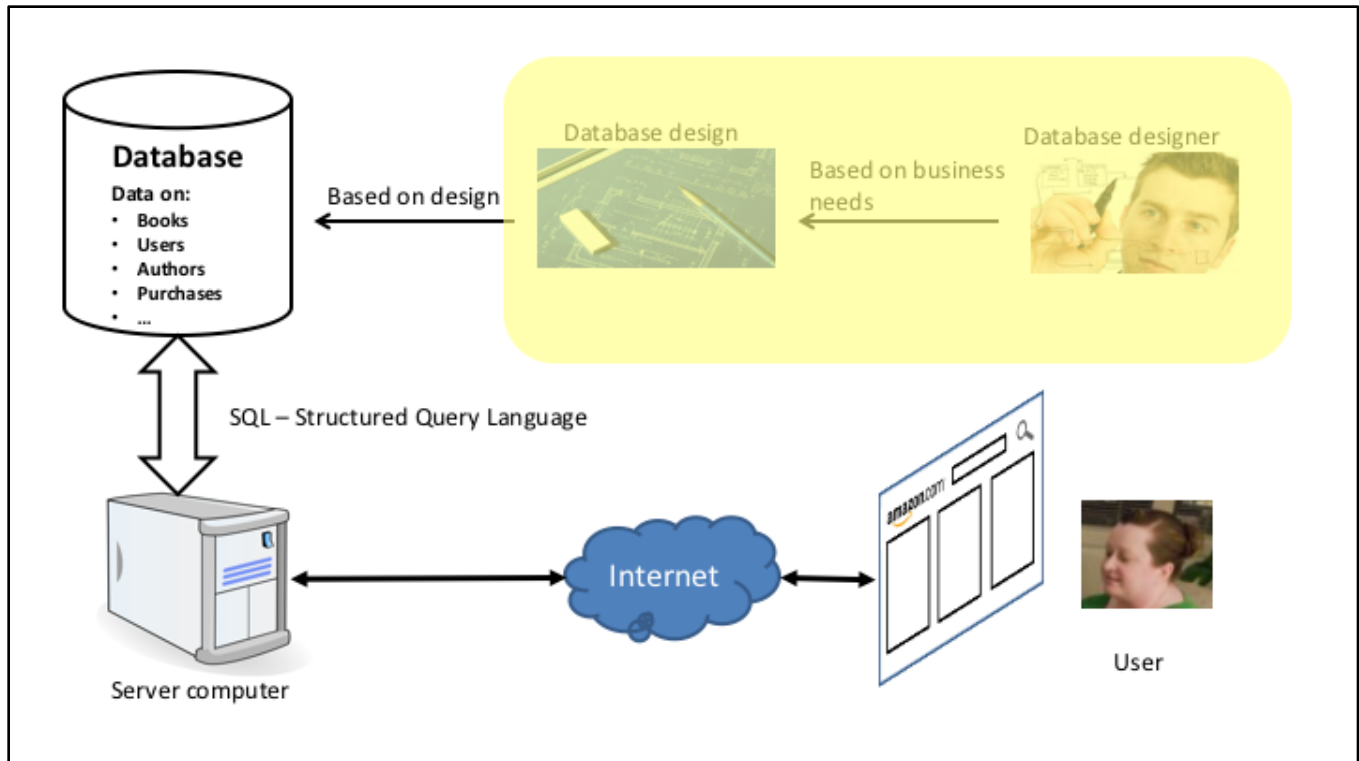 Database design
Database designer
Database
Data on:
• Books
• Users
• Authors
• Purchases
• ...
Based on design
Based on business
needs
SQL – Structured Query Language
amazon.com
Internet
Server computer
User